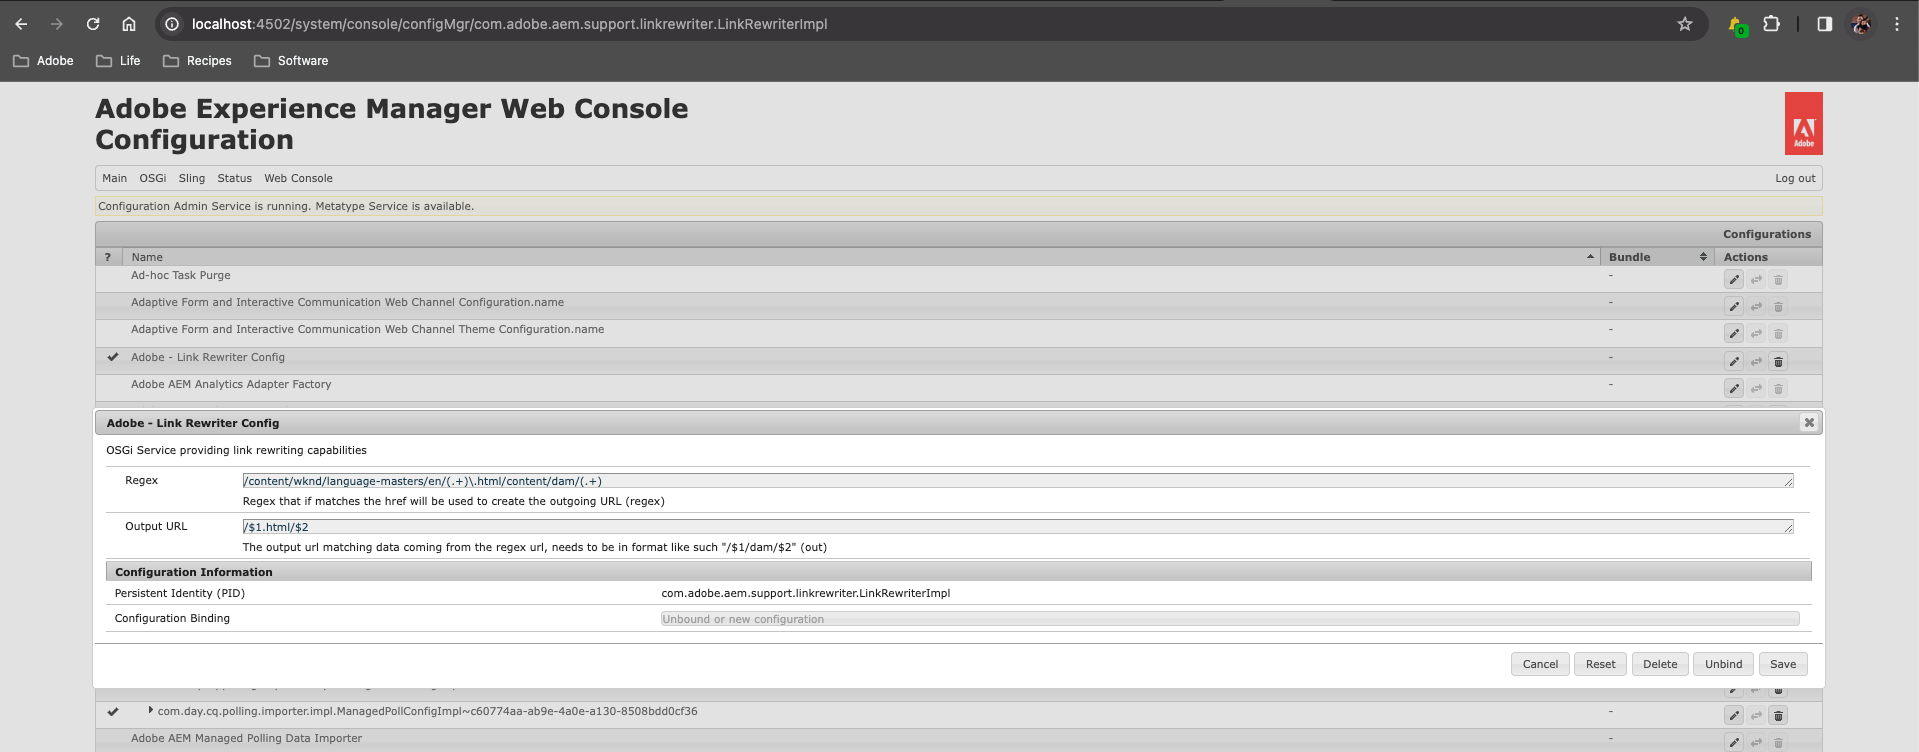 localhost:4502/system/console/configMgr/com.adobe.aem.support.linkrewriter.LinkRewriterImpl
0
Adobe Life Recipes Software
Adobe Experience Manager Web Console
Configuration
Adobe
Main OSGi Sling Status Web Console Log out
Configuration Admin Service is running. Metatype Service is available.
Configurations
? Name Bundle Actions
Ad-hoc Task Purge -
Adaptive Form and Interactive Communication Web Channel Configuration.name -
Adaptive Form and Interactive Communication Web Channel Theme Configuration.name -
Adobe - Link Rewriter Config -
Adobe AEM Analytics Adapter Factory -
Adobe - Link Rewriter Config
OSGi Service providing link rewriting capabilities
Regex /content/wknd/language-masters/en/(.+)\.html/content/dam/(.+)
Regex that if matches the href will be used to create the outgoing URL (regex)
Output URL /$1.html/$2
The output url matching data coming from the regex url, needs to be in format like such "/$1/dam/$2" (out)
Configuration Information
Persistent Identity (PID) com.adobe.aem.support.linkrewriter.LinkRewriterImpl
Configuration Binding Unbound or new configuration
Cancel Reset Delete Unbind Save
com.day.cq.polling.importer.impl.ManagedPollConfigImpl~c60774aa-ab9e-4a0e-a130-8508bdd0cf36 -
Adobe AEM Managed Polling Data Importer -